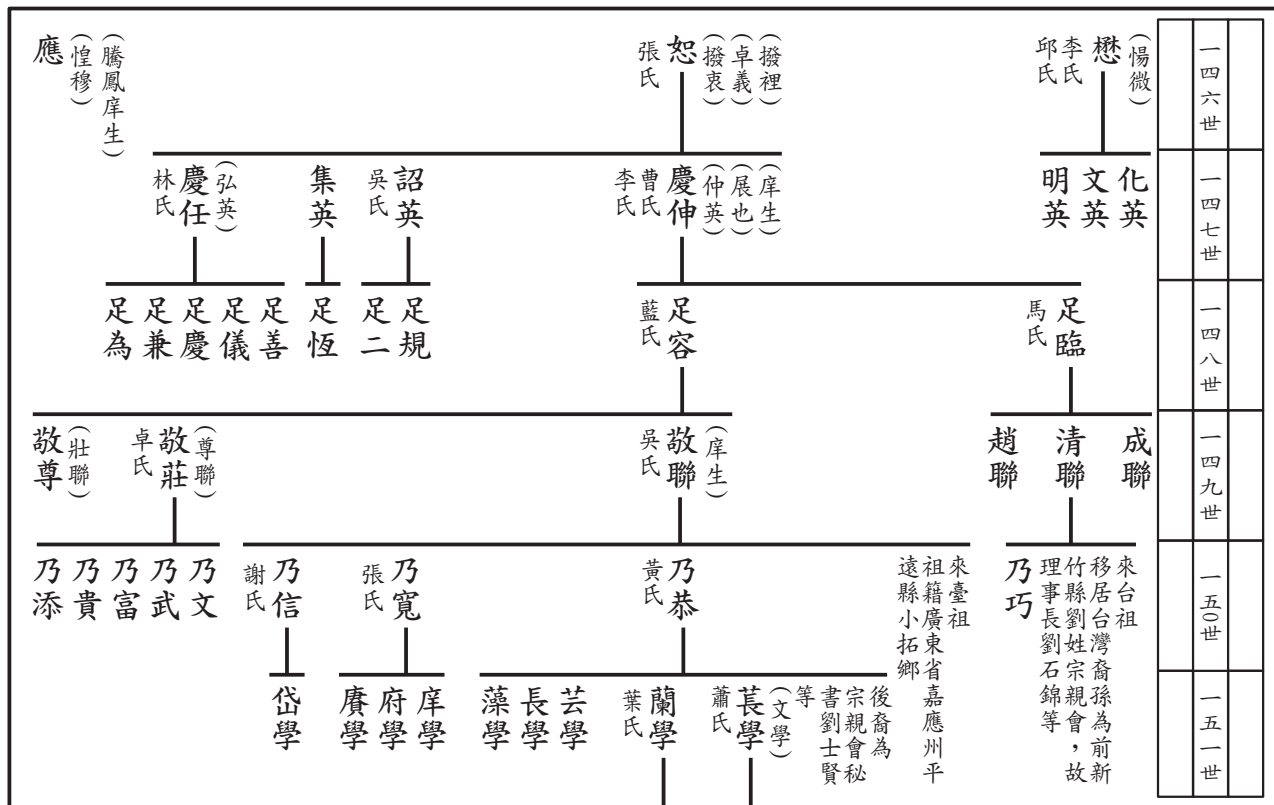 一四六世
(惕微)
懋
李氏
邱氏
(撥裡)
(卓義)
(撥衷)
恕
張氏
(騰鳳庠生)
(惶穆)
應
一四七世
化英
文英
明英
(庠生)
(展也)
(仲英)
慶伸
曹氏
李氏
詔英
吳氏
集英
(弘英)
慶任
林氏
一四八世
足臨
馬氏
足容
藍氏
足規
足二
足恆
足善
足儀
足慶
足兼
足為
一四九世
成聯
清聯
趙聯
(庠生)
敬聯
吳氏
(尊聯)
敬莊
卓氏
(壯聯)
敬尊
一五〇世
來台祖
移居台灣裔孫為前新
竹縣劉姓宗親會，故
理事長劉石錦等
乃巧
來臺祖
祖籍廣東省嘉應州平
遠縣小拓鄉
乃恭
黃氏
乃寬
張氏
乃信
謝氏
乃文
乃武
乃富
乃貴
乃添
一五一世
後裔為
宗親會秘
書劉士賢
等
(文學)
萇學
蕭氏
蘭學
葉氏
芸學
長學
藻學
庠學
府學
賡學
岱學